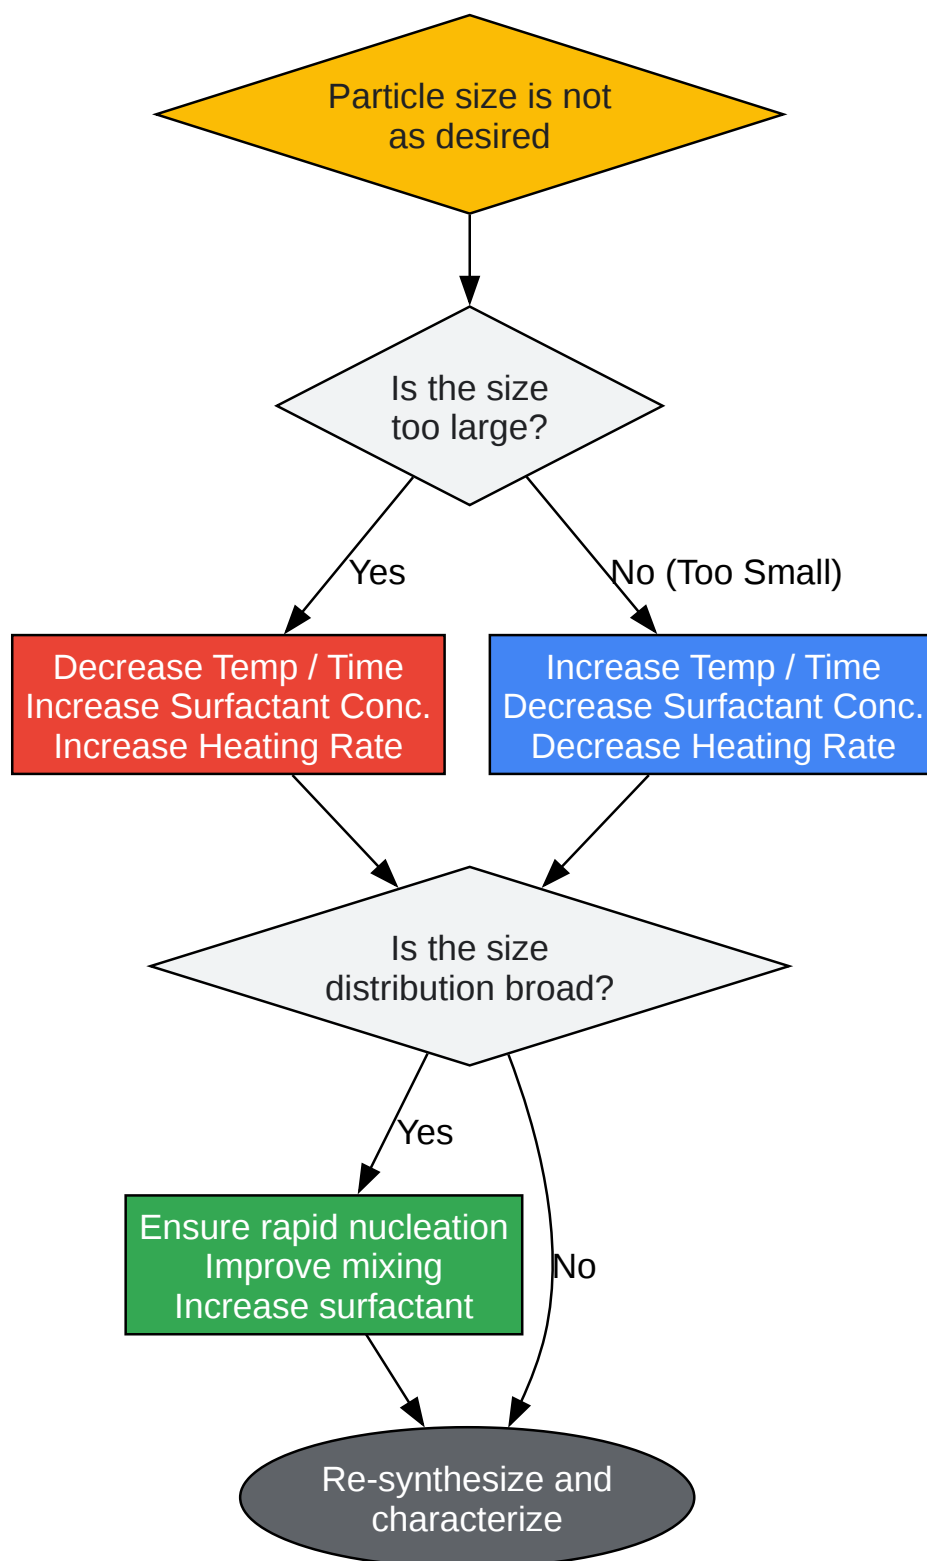 Particle size is not
as desired
Is the size
too large?
Yes
No (Too Small)
Decrease Temp / Time
Increase Surfactant Conc.
Increase Heating Rate
Increase Temp / Time
Decrease Surfactant Conc.
Decrease Heating Rate
Is the size
distribution broad?
Yes
Ensure rapid nucleation
Improve mixing
Increase surfactant
No
Re-synthesize and
characterize